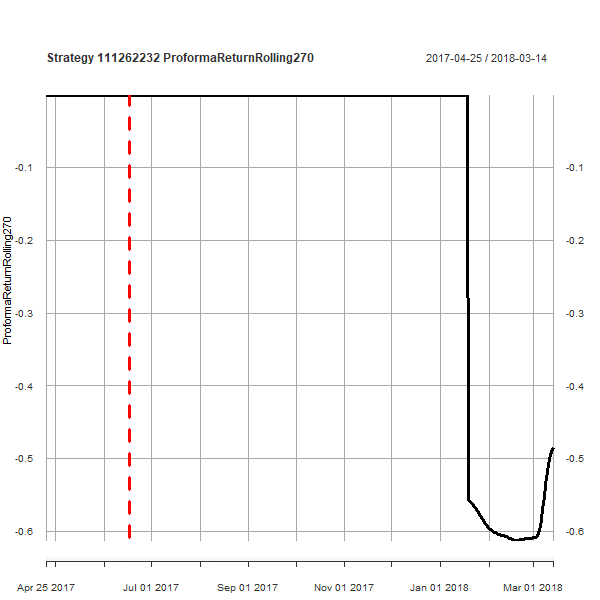 Strategy 111262232 ProformaReturnRolling270
2017-04-25 / 2018-03-14
ProformaReturnRolling270
-0.1 -0.1
-0.2 -0.2
-0.3 -0.3
-0.4 -0.4
-0.5 -0.5
-0.6 -0.6
Apr 25 2017 Jul 01 2017 Sep 01 2017 Nov 01 2017 Jan 01 2018 Mar 01 2018